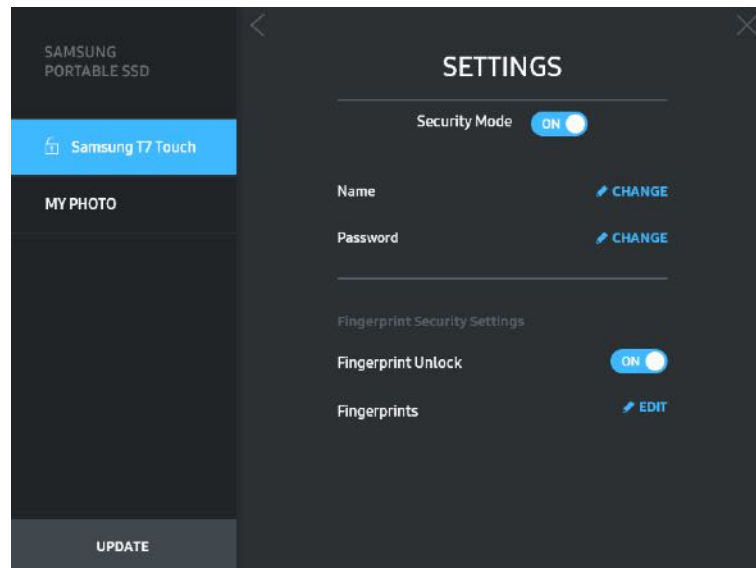 SAMSUNG
PORTABLE SSD
Samsung T7 Touch
MY PHOTO
UPDATE
SETTINGS
Security Mode ON
Name CHANGE
Password CHANGE
Fingerprint Security Settings
Fingerprint Unlock ON
Fingerprints EDIT